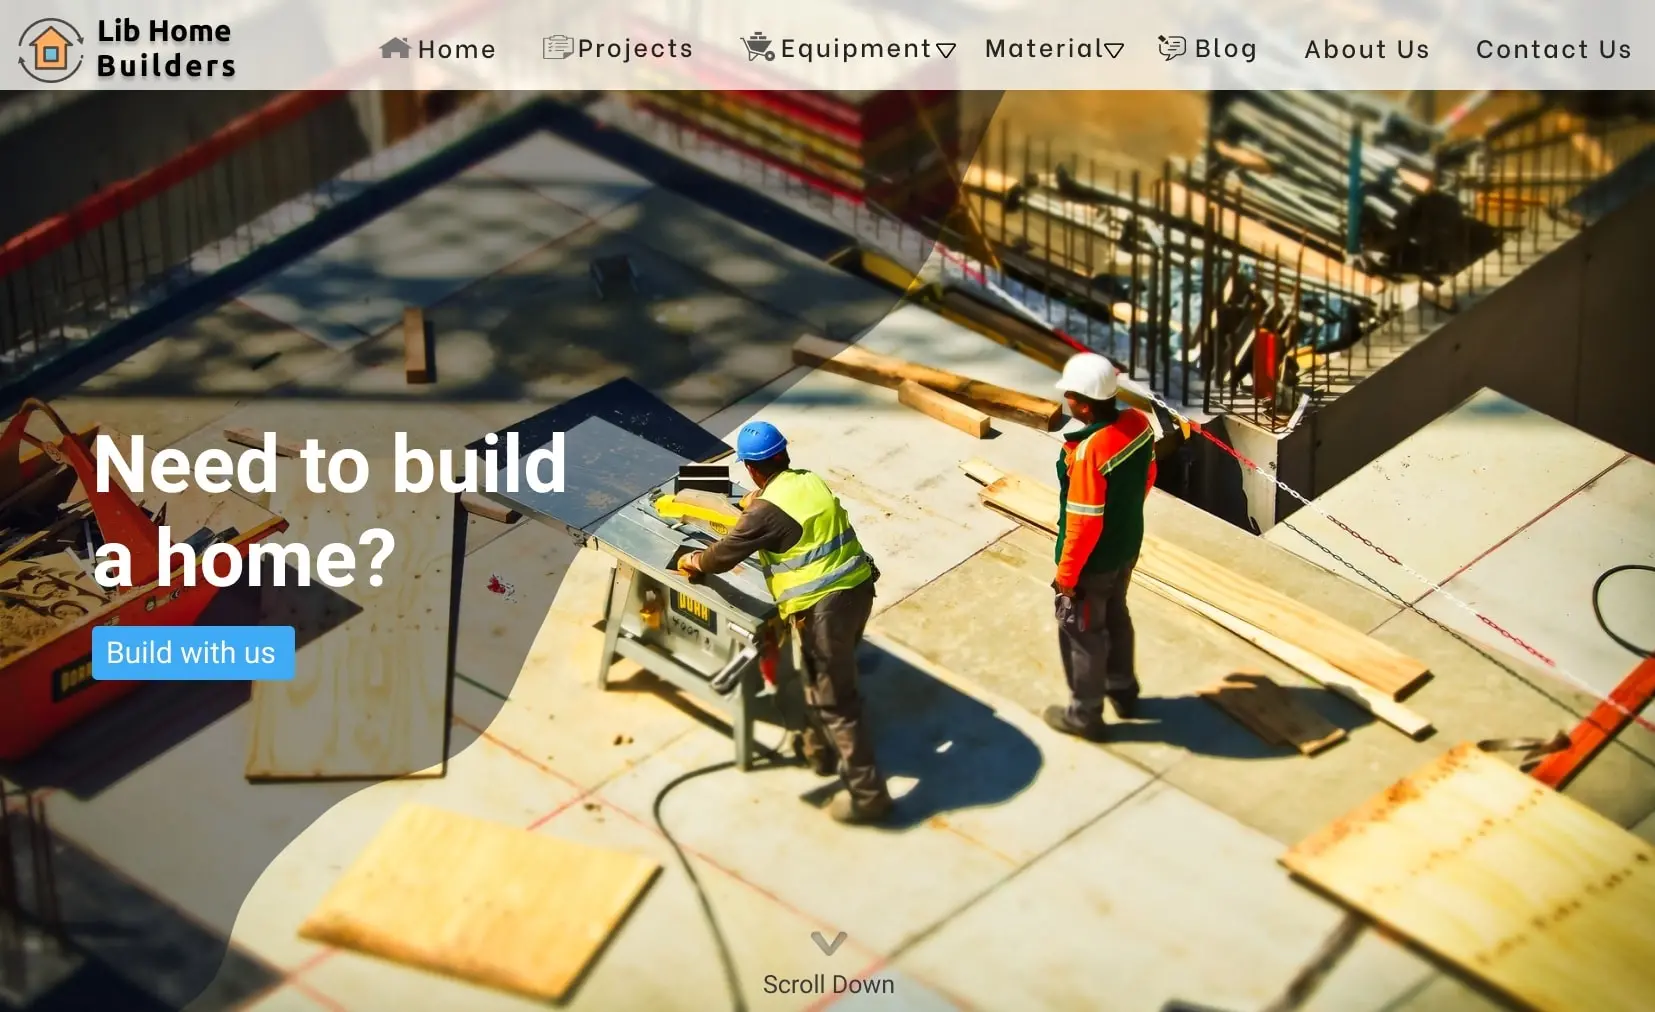 Lib Home
Builders
Home
Projects
Equipment
Material
Blog
About Us
Contact Us
Need to build
a home?
Build with us
Scroll Down